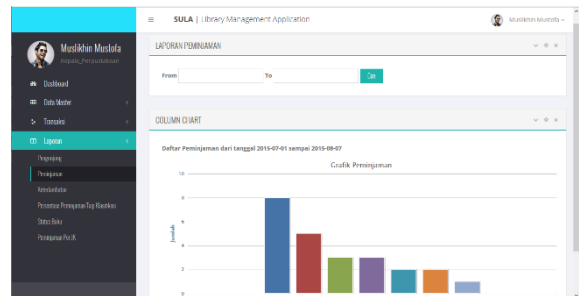 SULA | Library Management Application
Muslikhin Mustofa
Muslikhin Mustofa
Kepala_Perpustakaan
Dashboard
Data Master
Transaksi
Laporan
Pengunjung
Peminjaman
Keterlambatan
Persentase Peminjaman Tiap Klasifikasi
Status Buku
Peminjaman Per JK
LAPORAN PEMINJAMAN
From
To
Cari
COLUMN CHART
Daftar Peminjaman dari tanggal 2015-07-01 sampai 2015-08-07
Grafik Peminjaman
Jumlah
10
8
6
4
2
0